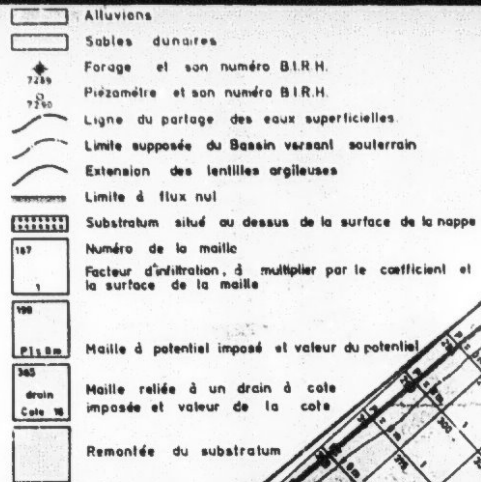 Alluvions
Sables dunaires
Forage et son numéro B.I.R.H.
7289
Piézomètre et son numéro B.I.R.H.
7290
Ligne du partage des eaux superficielles.
Limite supposée du Bassin versant souterrain
Extension des lentilles argileuses
Limite à flux nul
Substratum situé au dessus de la surface de la nappe
187
Numéro de la maille
Facteur d'infiltration, à multiplier par le coefficient et
1
la surface de la maille
198
Pl ≤ 0 m
Maille à potentiel imposé et valeur du potentiel
365
drain
Cote 16
Maille reliée à un drain à cote
imposée et valeur de la cote
Remontée du substratum
300
1